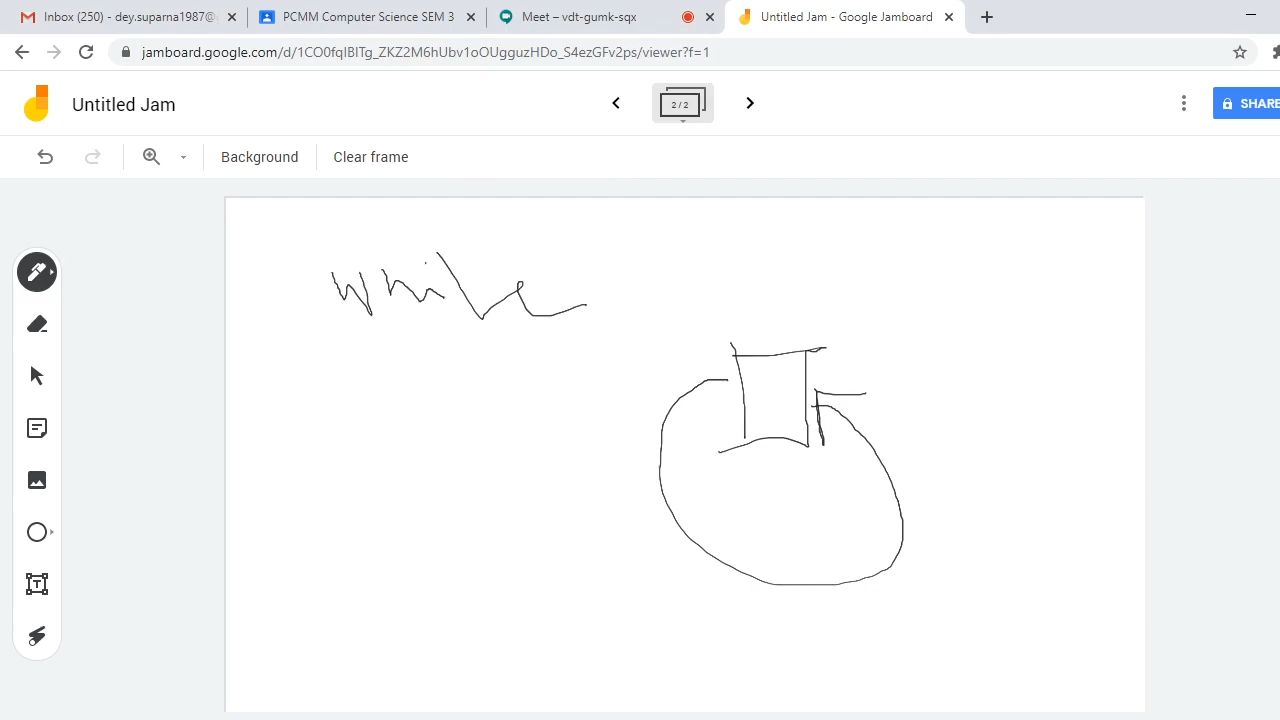 Inbox (250) - dey.suparna1987@
PCMM Computer Science SEM 3
Meet – vdt-gumk-sqx
Untitled Jam - Google Jamboard
jamboard.google.com/d/1CO0fqIBITg_ZKZ2M6hUbv1oOUgguzHDo_S4ezGFv2ps/viewer?f=1
Untitled Jam
2 / 2
SHARE
Background
Clear frame
while